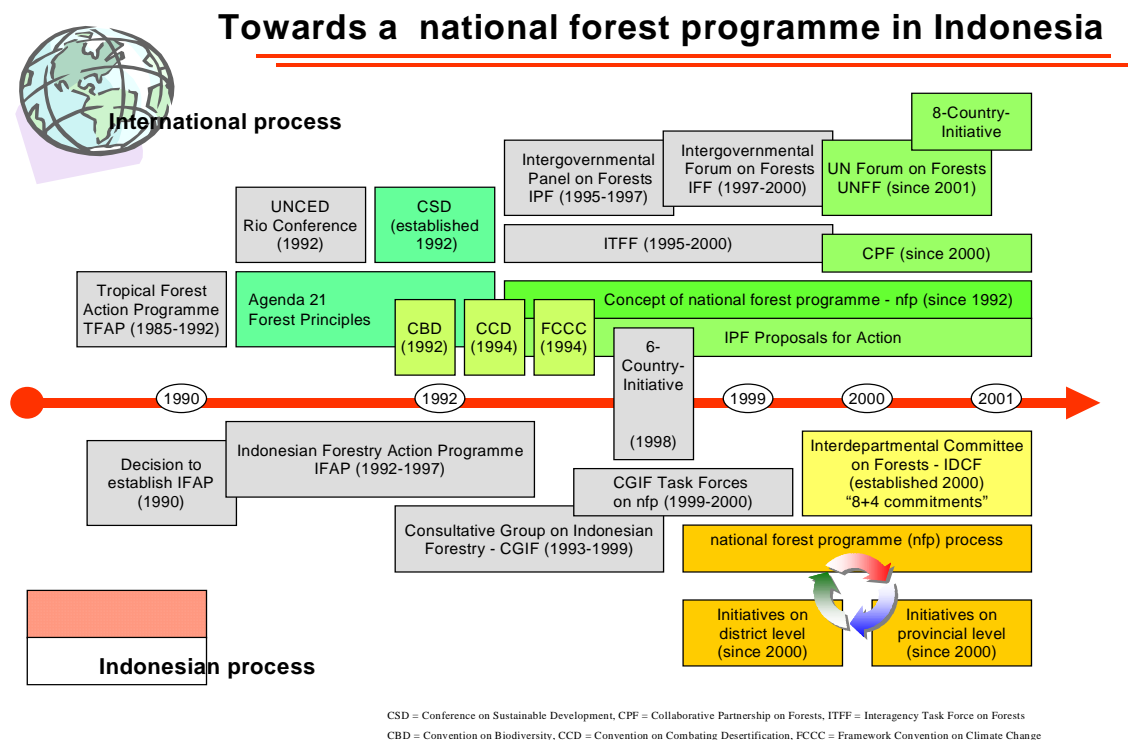 Towards a  national forest programme in Indonesia
International process
8-Country-
Initiative
Intergovernmental
Panel on Forests
IPF (1995-1997)
Intergovernmental
Forum on Forests
IFF (1997-2000)
UN Forum on Forests
UNFF (since 2001)
UNCED
Rio Conference
(1992)
CSD
(established
1992)
ITFF (1995-2000)
CPF (since 2000)
Tropical Forest
Action Programme
TFAP (1985-1992)
Agenda 21
Forest Principles
Concept of national forest programme - nfp (since 1992)
CBD
(1992)
CCD
(1994)
FCCC
(1994)
IPF Proposals for Action
6-
Country-
Initiative
(1998)
1990
1992
1999
2000
2001
Decision to
establish IFAP
(1990)
Indonesian Forestry Action Programme
IFAP (1992-1997)
Interdepartmental Committee
on Forests - IDCF
(established 2000)
“8+4 commitments”
CGIF Task Forces
on nfp (1999-2000)
Consultative Group on Indonesian
Forestry - CGIF (1993-1999)
national forest programme (nfp) process
Initiatives on
district level
(since 2000)
Initiatives on
provincial level
(since 2000)
Indonesian process
CSD = Conference on Sustainable Development, CPF = Collaborative Partnership on Forests, ITFF = Interagency Task Force on Forests
CBD = Convention on Biodiversity, CCD = Convention on Combating Desertification, FCCC = Framework Convention on Climate Change